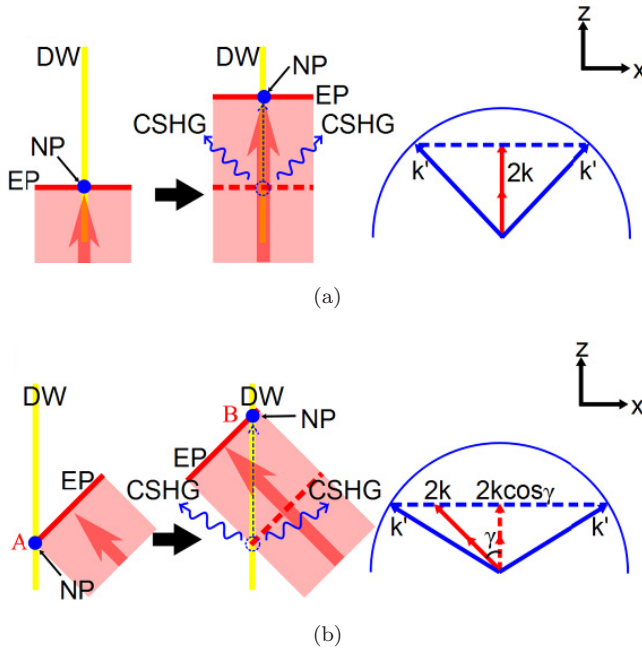 DW
NP
EP
DW
NP
EP
CSHG
CSHG
k'
2k
k'
z
x
(a)
DW
EP
A
NP
DW
B
NP
EP
CSHG
CSHG
2k
2kcosγ
k'
γ
k'
z
x
(b)